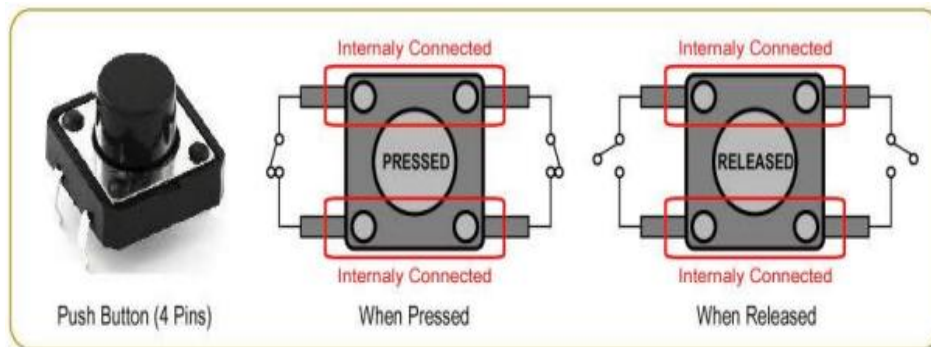 Internaly Connected
Internaly Connected
PRESSED
RELEASED
Internaly Connected
Internaly Connected
Push Button (4 Pins)
When Pressed
When Released